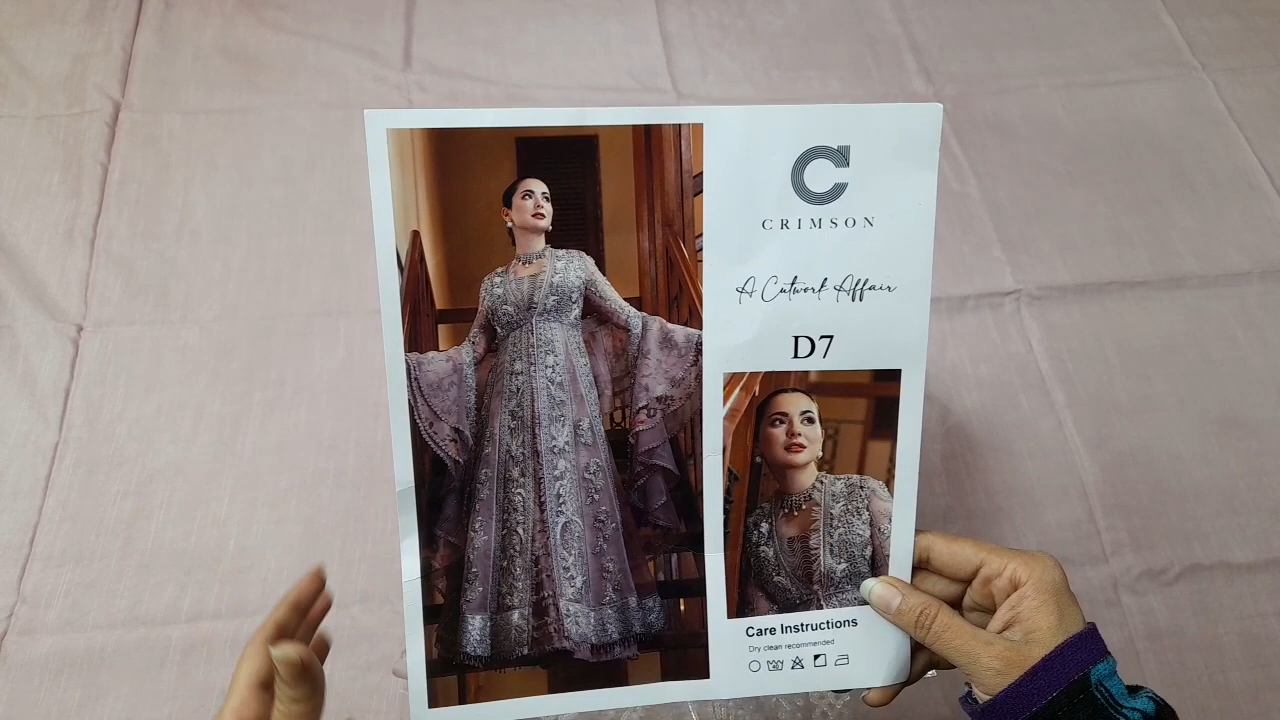 CRIMSON
A Cutwork Affair
D7
Care Instructions
Dry clean recommended